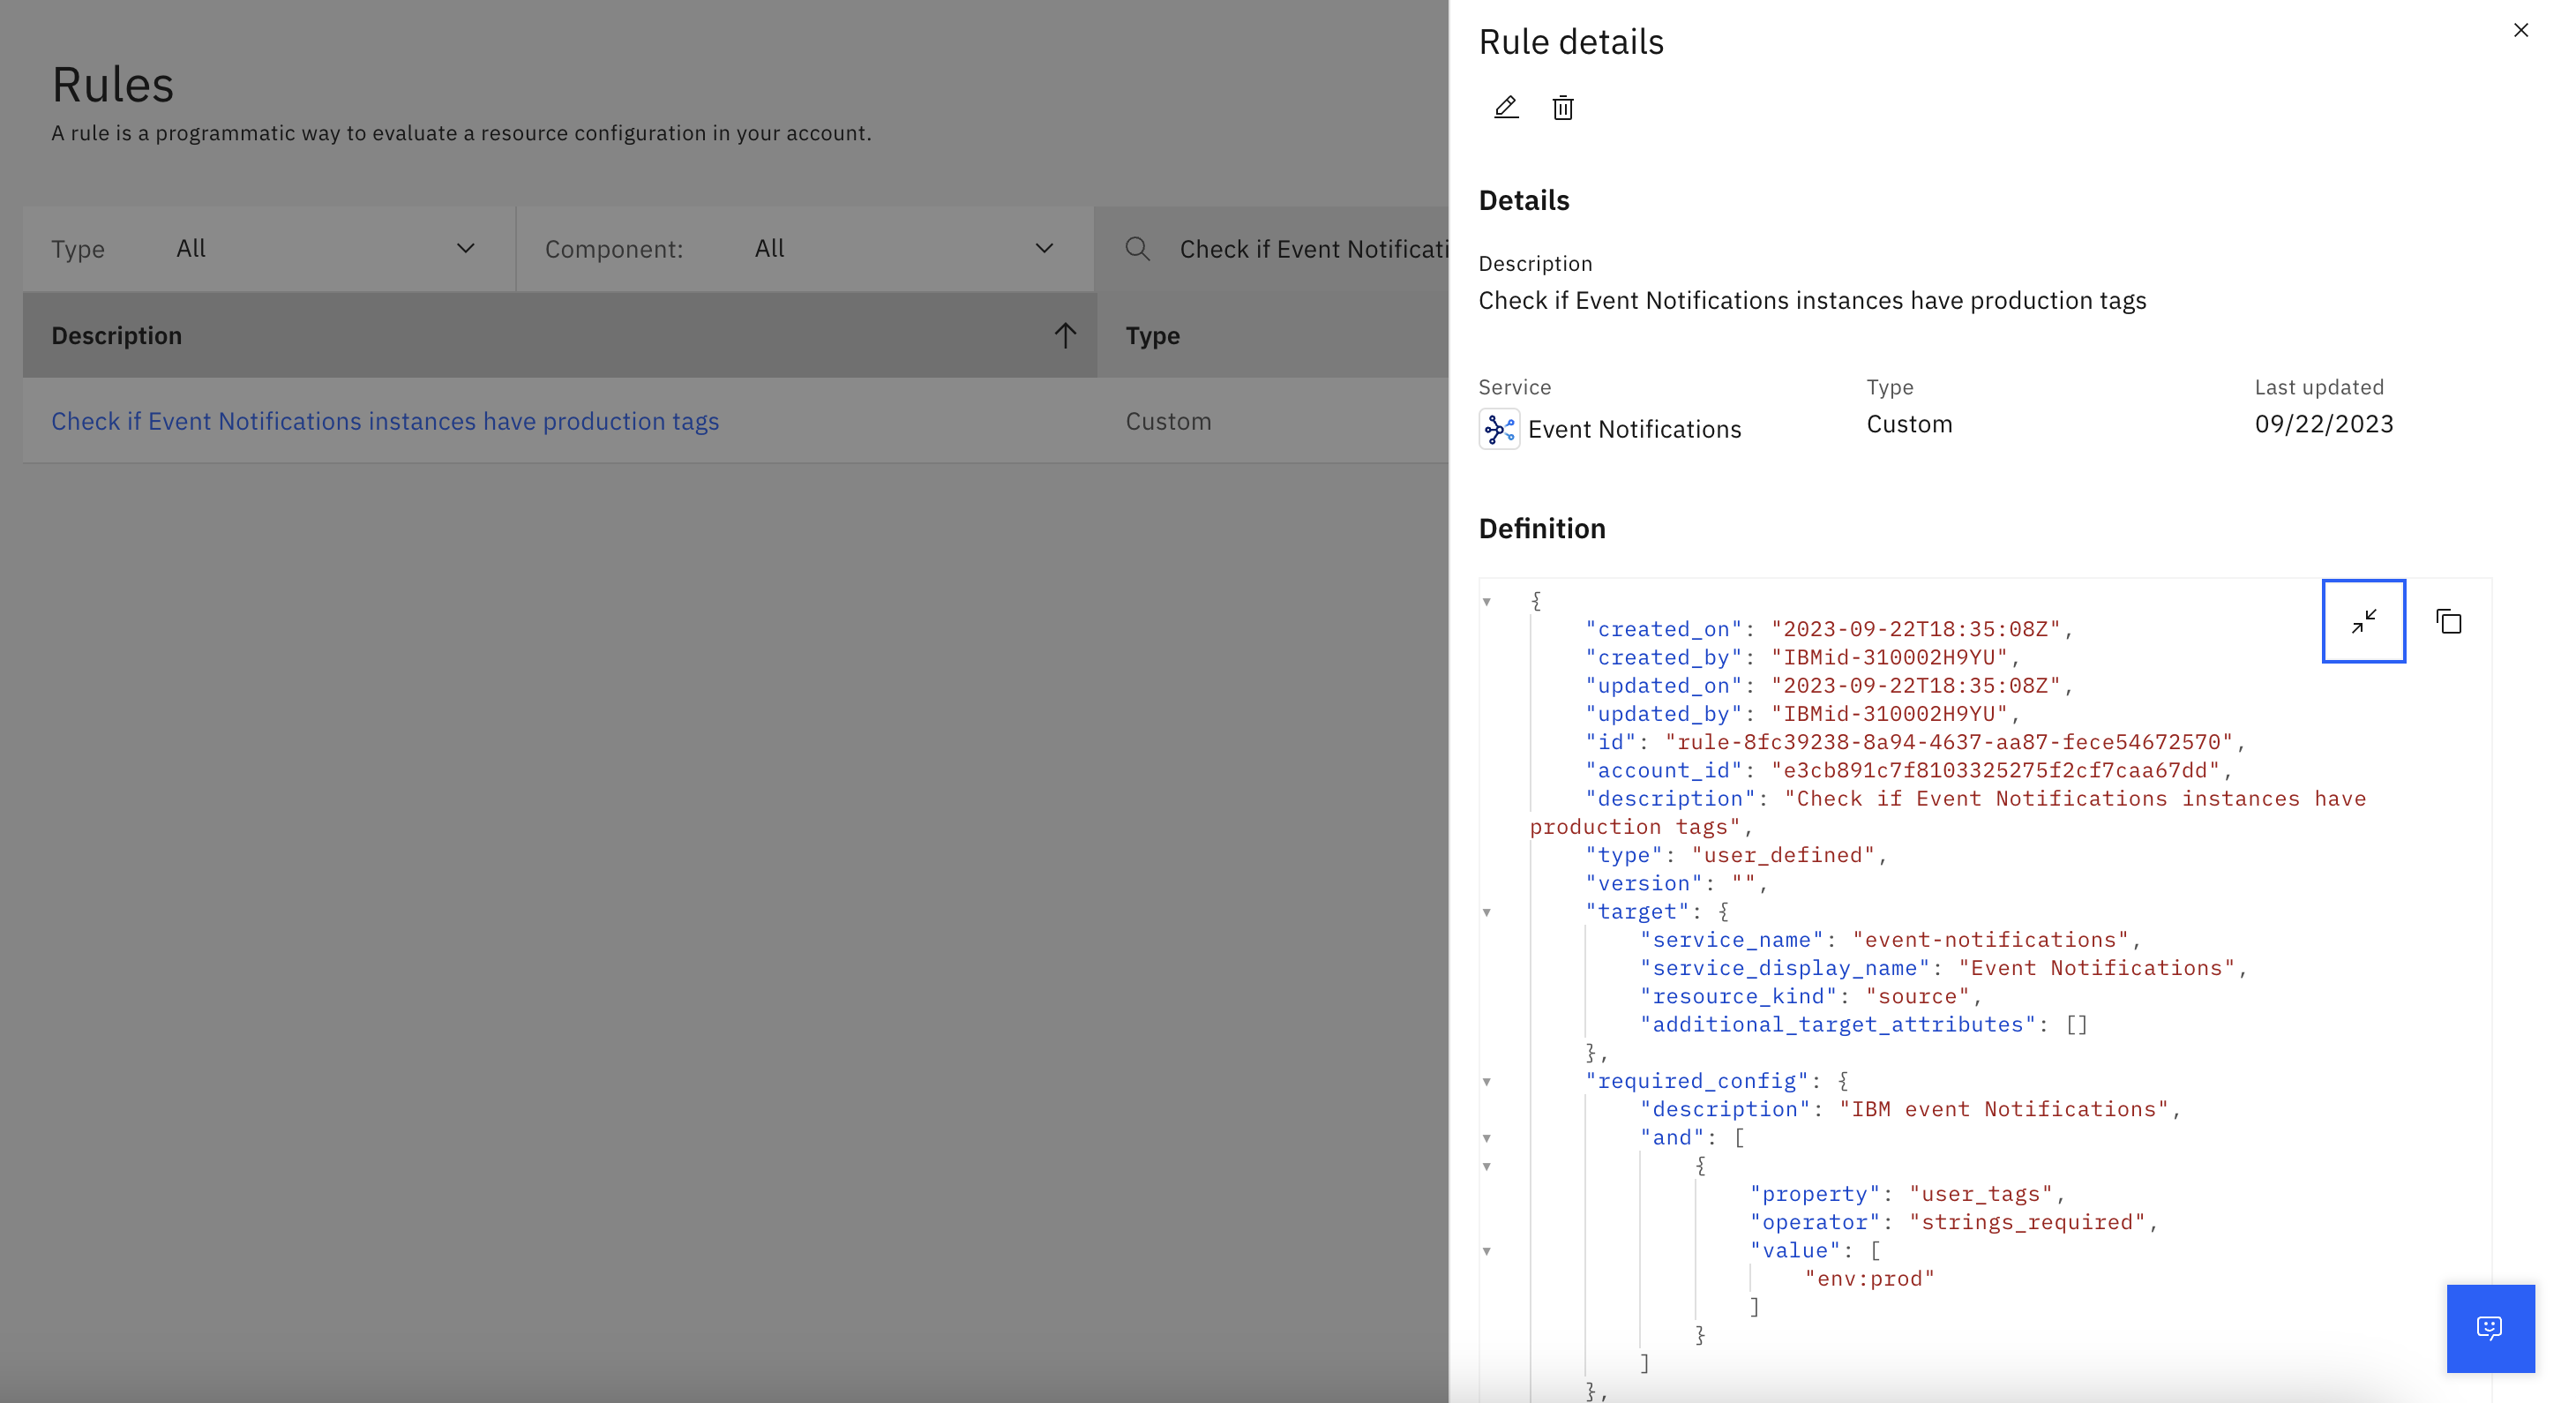 Rules
A rule is a programmatic way to evaluate a resource configuration in your account.
Type All
Component: All
Check if Event Notificati
Description Type
Check if Event Notifications instances have production tags Custom
Rule details
Details
Description
Check if Event Notifications instances have production tags
Service Type Last updated
Event Notifications Custom 09/22/2023
Definition
{
"created_on": "2023-09-22T18:35:08Z",
"created_by": "IBMid-310002H9YU",
"updated_on": "2023-09-22T18:35:08Z",
"updated_by": "IBMid-310002H9YU",
"id": "rule-8fc39238-8a94-4637-aa87-fece54672570",
"account_id": "e3cb891c7f8103325275f2cf7caa67dd",
"description": "Check if Event Notifications instances have
production tags",
"type": "user_defined",
"version": "",
"target": {
"service_name": "event-notifications",
"service_display_name": "Event Notifications",
"resource_kind": "source",
"additional_target_attributes": []
},
"required_config": {
"description": "IBM event Notifications",
"and": [
{
"property": "user_tags",
"operator": "strings_required",
"value": [
"env:prod"
]
}
]
},